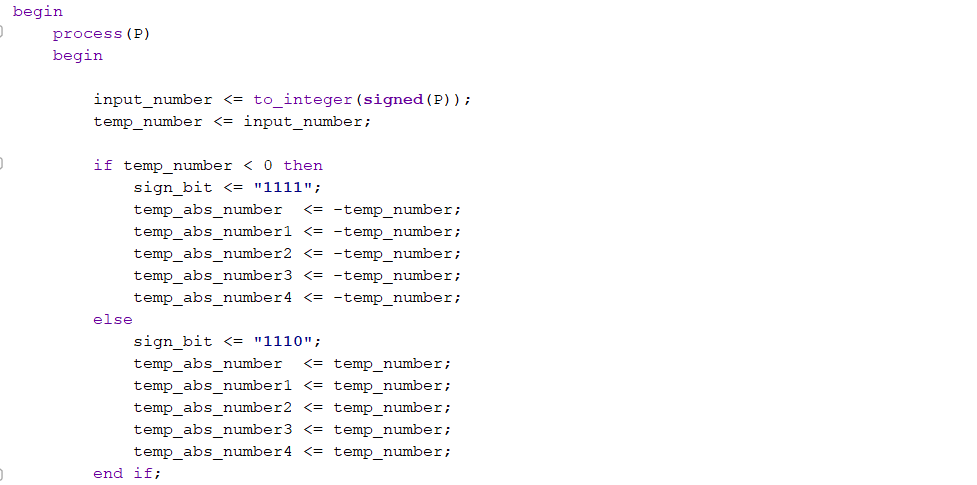 begin
    process(P)
    begin

        input_number <= to_integer(signed(P));
        temp_number <= input_number;

        if temp_number < 0 then
            sign_bit <= "1111";
            temp_abs_number  <= -temp_number;
            temp_abs_number1 <= -temp_number;
            temp_abs_number2 <= -temp_number;
            temp_abs_number3 <= -temp_number;
            temp_abs_number4 <= -temp_number;
        else
            sign_bit <= "1110";
            temp_abs_number  <= temp_number;
            temp_abs_number1 <= temp_number;
            temp_abs_number2 <= temp_number;
            temp_abs_number3 <= temp_number;
            temp_abs_number4 <= temp_number;
        end if;